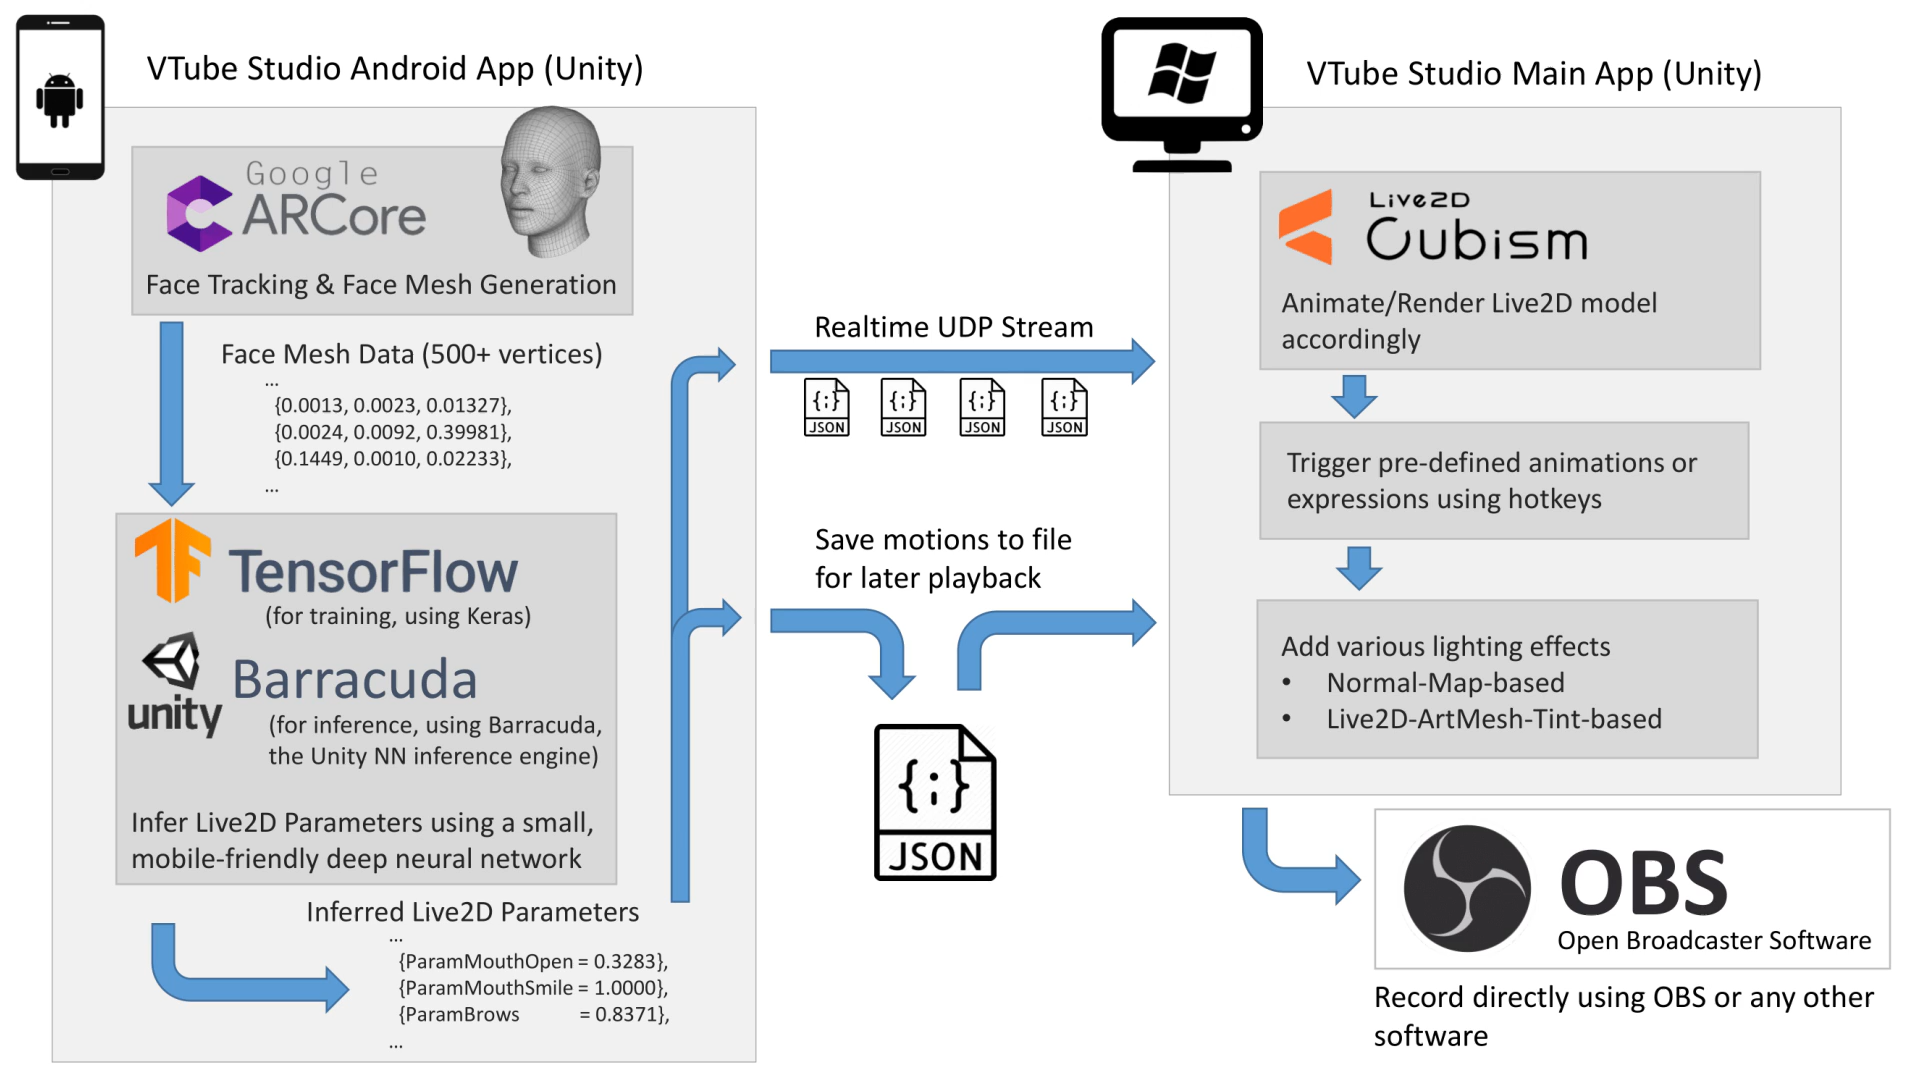 VTube Studio Android App (Unity)
Google
ARCore
Face Tracking & Face Mesh Generation
Face Mesh Data (500+ vertices)
...
{0.0013, 0.0023, 0.01327},
{0.0024, 0.0092, 0.39981},
{0.1449, 0.0010, 0.02233},
...
TensorFlow
(for training, using Keras)
unity
Barracuda
(for inference, using Barracuda,
the Unity NN inference engine)
Infer Live2D Parameters using a small,
mobile-friendly deep neural network
Inferred Live2D Parameters
...
{ParamMouthOpen = 0.3283},
{ParamMouthSmile = 1.0000},
{ParamBrows = 0.8371},
...
Realtime UDP Stream
{;}
JSON
{;}
JSON
{;}
JSON
{;}
JSON
Save motions to file
for later playback
{;}
JSON
VTube Studio Main App (Unity)
Live2D
Cubism
Animate/Render Live2D model
accordingly
Trigger pre-defined animations or
expressions using hotkeys
Add various lighting effects
• Normal-Map-based
• Live2D-ArtMesh-Tint-based
OBS
Open Broadcaster Software
Record directly using OBS or any other
software